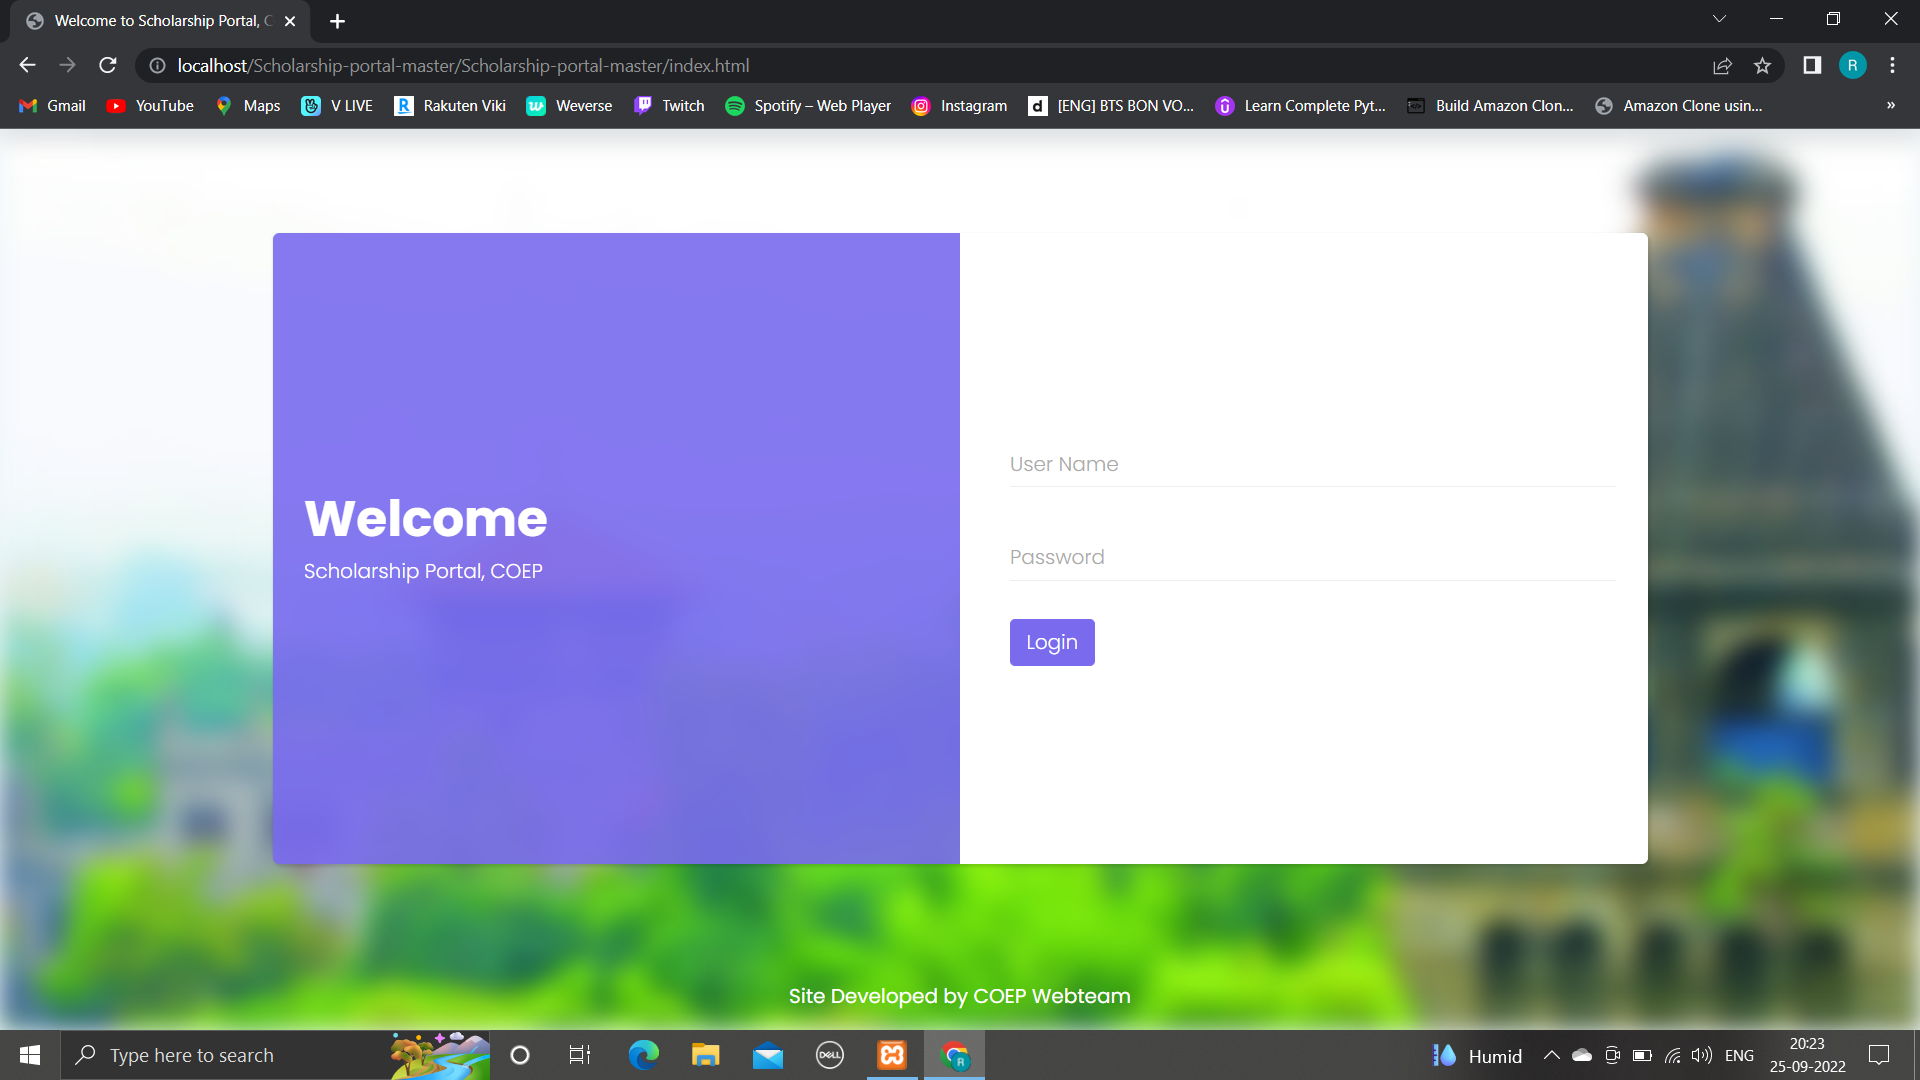 Welcome to Scholarship Portal, C
localhost/Scholarship-portal-master/Scholarship-portal-master/index.html
R
Gmail YouTube Maps V LIVE Rakuten Viki Weverse Twitch Spotify – Web Player Instagram [ENG] BTS BON VO... Learn Complete Pyt... Build Amazon Clon... Amazon Clone usin... »
Welcome
Scholarship Portal, COEP
User Name
Password
Login
Site Developed by COEP Webteam
Type here to search
DELL
R
Humid
ENG
20:23
25-09-2022